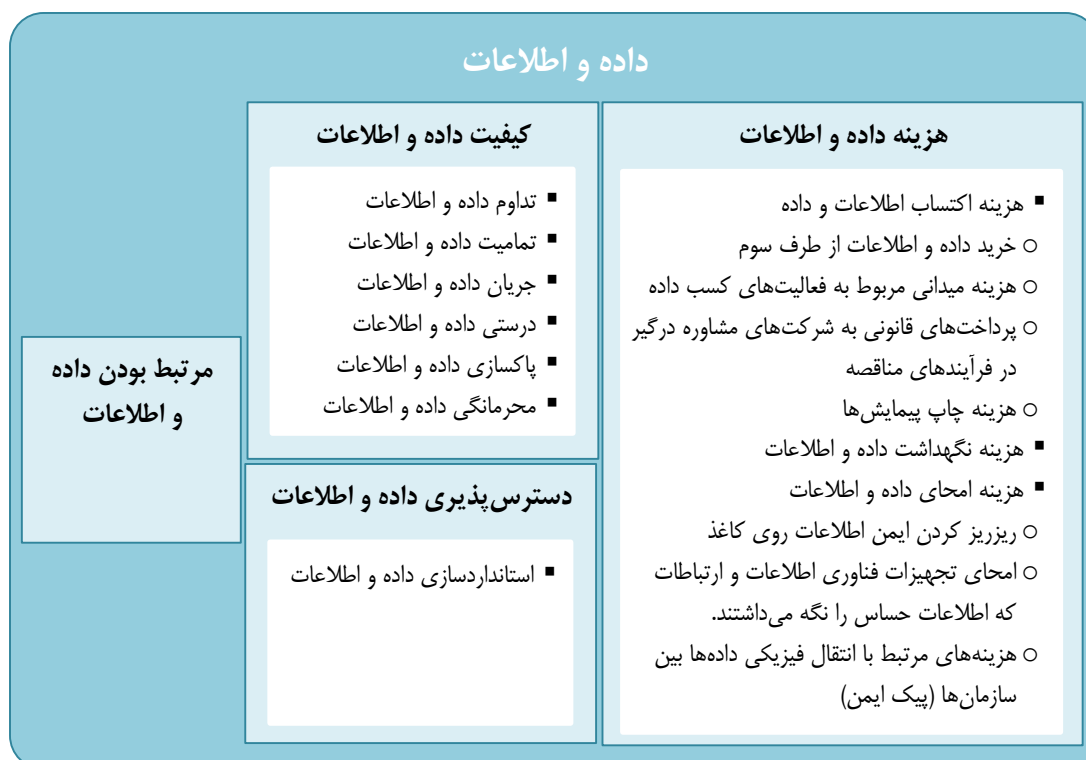 داده و اطلاعات
هزینه داده و اطلاعات
▪ هزینه اکتساب اطلاعات و داده
○ خرید داده و اطلاعات از طرف سوم
○ هزینه میدانی مربوط به فعالیت‌های کسب داده
○ پرداخت‌های قانونی به شرکت‌های مشاوره درگیر
در فرآیندهای مناقصه
○ هزینه چاپ پیمایش‌ها
▪ هزینه نگهداشت داده و اطلاعات
▪ هزینه امحای داده و اطلاعات
○ ریزریز کردن ایمن اطلاعات روی کاغذ
○ امحای تجهیزات فناوری اطلاعات و ارتباطات
که اطلاعات حساس را نگه می‌داشتند.
○ هزینه‌های مرتبط با انتقال فیزیکی داده‌ها بین
سازمان‌ها (پیک ایمن)
کیفیت داده و اطلاعات
▪ تداوم داده و اطلاعات
▪ تمامیت داده و اطلاعات
▪ جریان داده و اطلاعات
▪ درستی داده و اطلاعات
▪ پاکسازی داده و اطلاعات
▪ محرمانگی داده و اطلاعات
دسترس‌پذیری داده و اطلاعات
▪ استانداردسازی داده و اطلاعات
مرتبط بودن داده
و اطلاعات